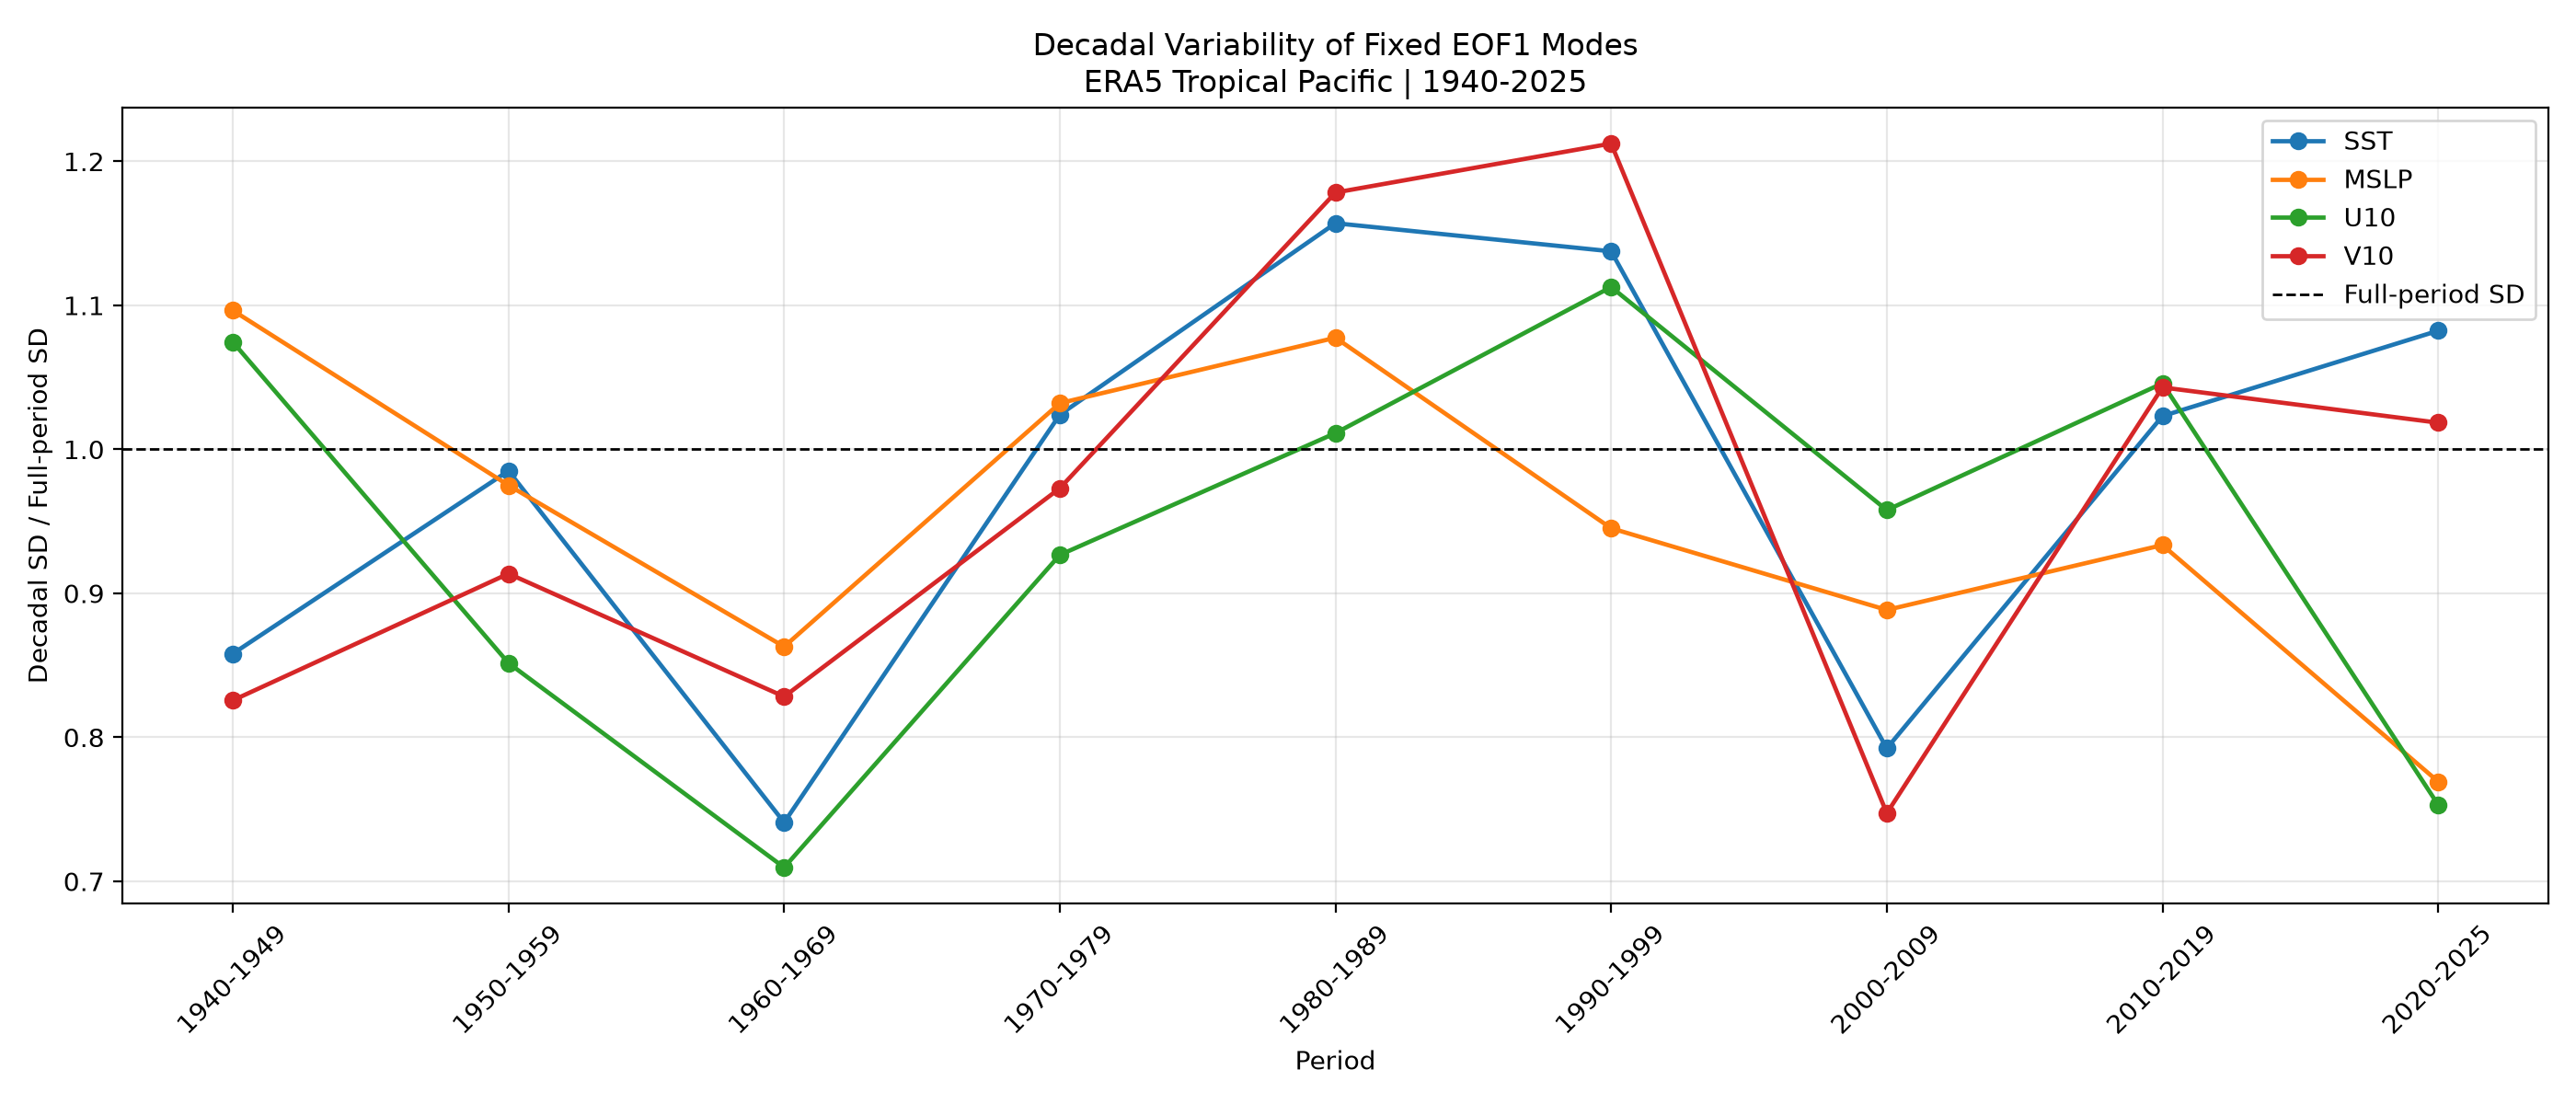 Decadal Variability of Fixed EOF1 Modes
ERA5 Tropical Pacific | 1940-2025
SST
MSLP
U10
V10
Full-period SD
Decadal SD / Full-period SD
1.2
1.1
1.0
0.9
0.8
0.7
1940-1949
1950-1959
1960-1969
1970-1979
1980-1989
1990-1999
2000-2009
2010-2019
2020-2025
Period